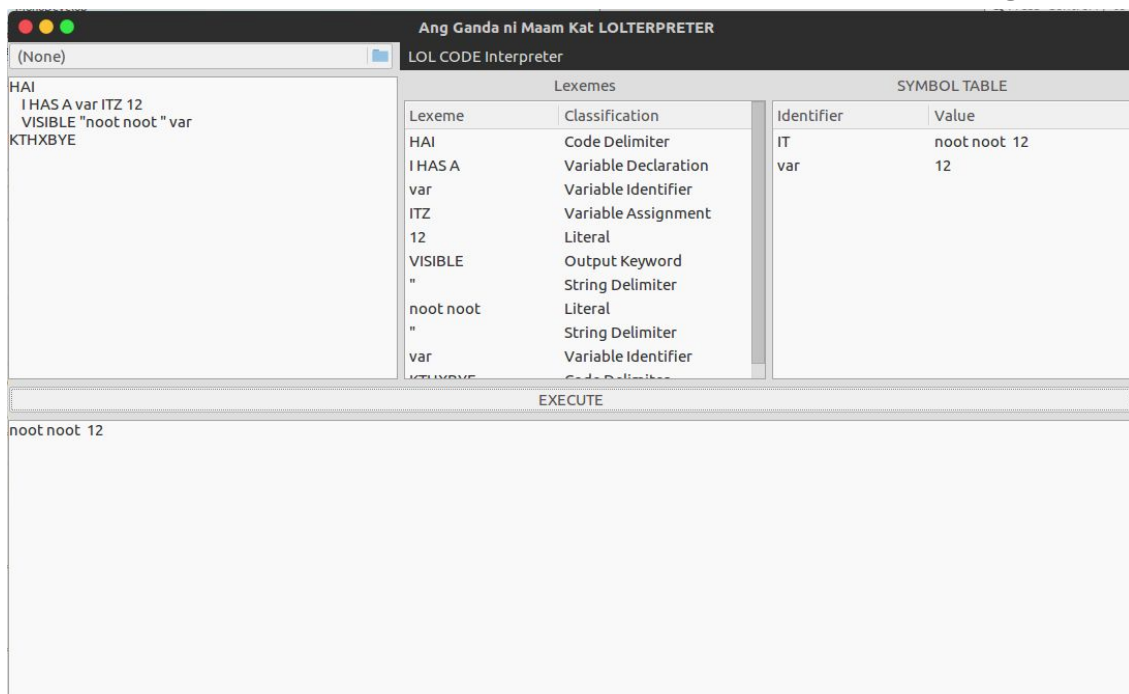 Ang Ganda ni Maam Kat LOLTERPRETER
(None)
LOL CODE Interpreter
HAI
I HAS A var ITZ 12
VISIBLE "noot noot " var
KTHXBYE
Lexemes
Lexeme Classification
HAI Code Delimiter
I HAS A Variable Declaration
var Variable Identifier
ITZ Variable Assignment
12 Literal
VISIBLE Output Keyword
" String Delimiter
noot noot Literal
" String Delimiter
var Variable Identifier
KTHXBYE Code Delimiter
SYMBOL TABLE
Identifier Value
IT noot noot  12
var 12
EXECUTE
noot noot  12